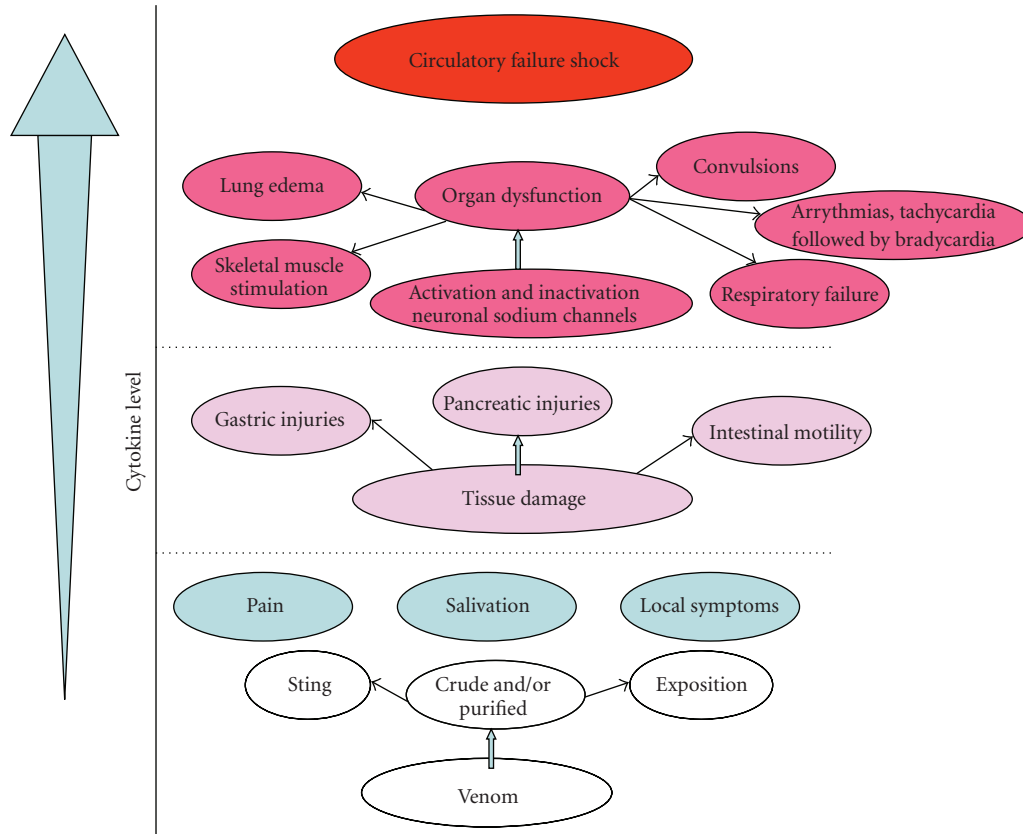 Circulatory failure shock
Convulsions
Lung edema
Organ dysfunction
Arrythmias, tachycardia
followed by bradycardia
Skeletal muscle
stimulation
Activation and inactivation
neuronal sodium channels
Respiratory failure
Cytokine level
Gastric injuries
Pancreatic injuries
Intestinal motility
Tissue damage
Pain
Salivation
Local symptoms
Sting
Crude and/or
purified
Exposition
Venom